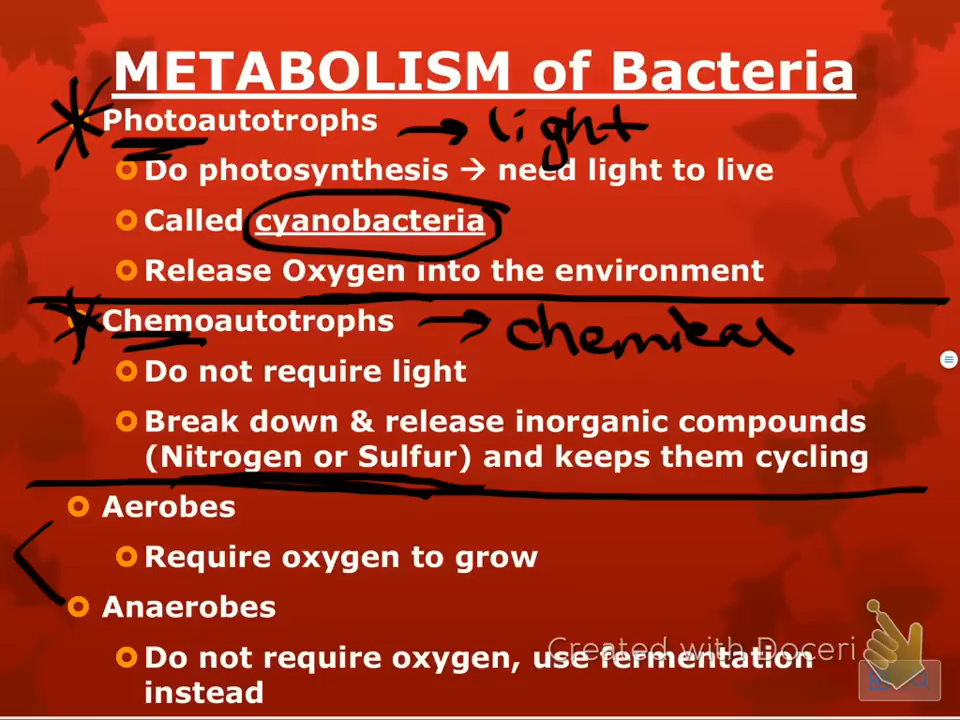 METABOLISM of Bacteria
Photoautotrophs → light
Do photosynthesis → need light to live
Called cyanobacteria
Release Oxygen into the environment
Chemoautotrophs → chemical
Do not require light
Break down & release inorganic compounds
(Nitrogen or Sulfur) and keeps them cycling
Aerobes
Require oxygen to grow
Anaerobes
Created with Doceri
Do not require oxygen, use fermentation
instead